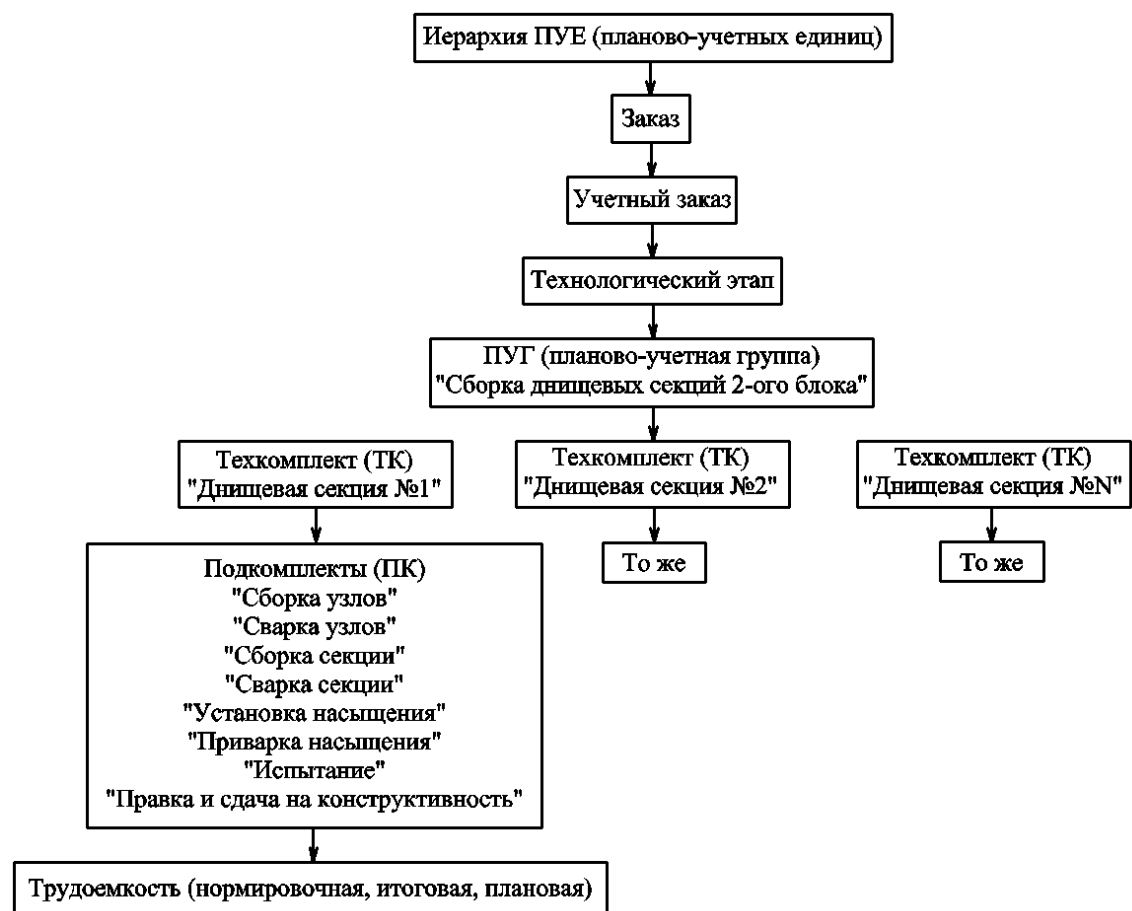 Иерархия ПУЕ (планово-учетных единиц)
Заказ
Учетный заказ
Технологический этап
ПУГ (планово-учетная группа)
"Сборка днищевых секций 2-ого блока"
Техкомплект (ТК)
"Днищевая секция №1"
Техкомплект (ТК)
"Днищевая секция №2"
Техкомплект (ТК)
"Днищевая секция №N"
Подкомплекты (ПК)
"Сборка узлов"
"Сварка узлов"
"Сборка секции"
"Сварка секции"
"Установка насыщения"
"Приварка насыщения"
"Испытание"
"Правка и сдача на конструктивность"
То же
То же
Трудоемкость (нормировочная, итоговая, плановая)